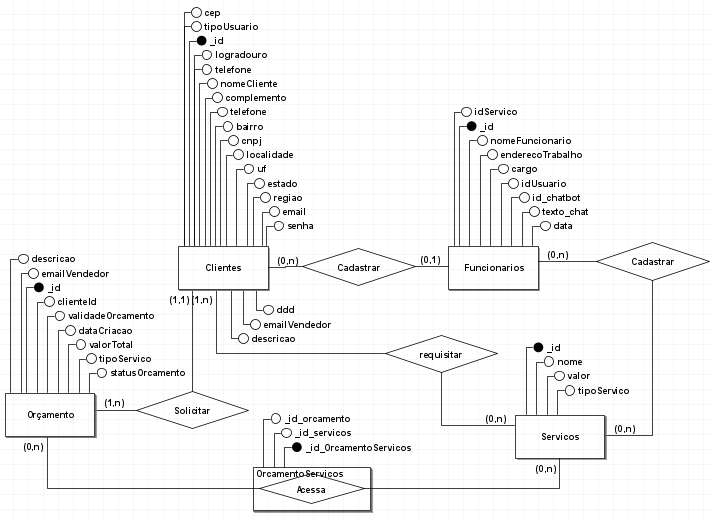 cep
tipoUsuario
_id
logradouro
telefone
nomeCliente
complemento
telefone
bairro
cnpj
localidade
uf
estado
regiao
email
senha
idServico
_id
nomeFuncionario
enderecoTrabalho
cargo
idUsuario
id_chatbot
texto_chat
data
Clientes
(0,n)
Cadastrar
(0,1)
Funcionarios
(0,n)
Cadastrar
descricao
emailVendedor
_id
clienteId
validadeOrcamento
dataCriacao
valorTotal
tipoServico
statusOrcamento
(1,1)
(1,n)
ddd
emailVendedor
descricao
requisitar
_id
nome
valor
tipoServico
Orçamento
(1,n)
Solicitar
(0,n)
Servicos
(0,n)
(0,n)
_id_orcamento
_id_servicos
_id_OrcamentoServicos
(0,n)
OrcamentoServicos
Acessa